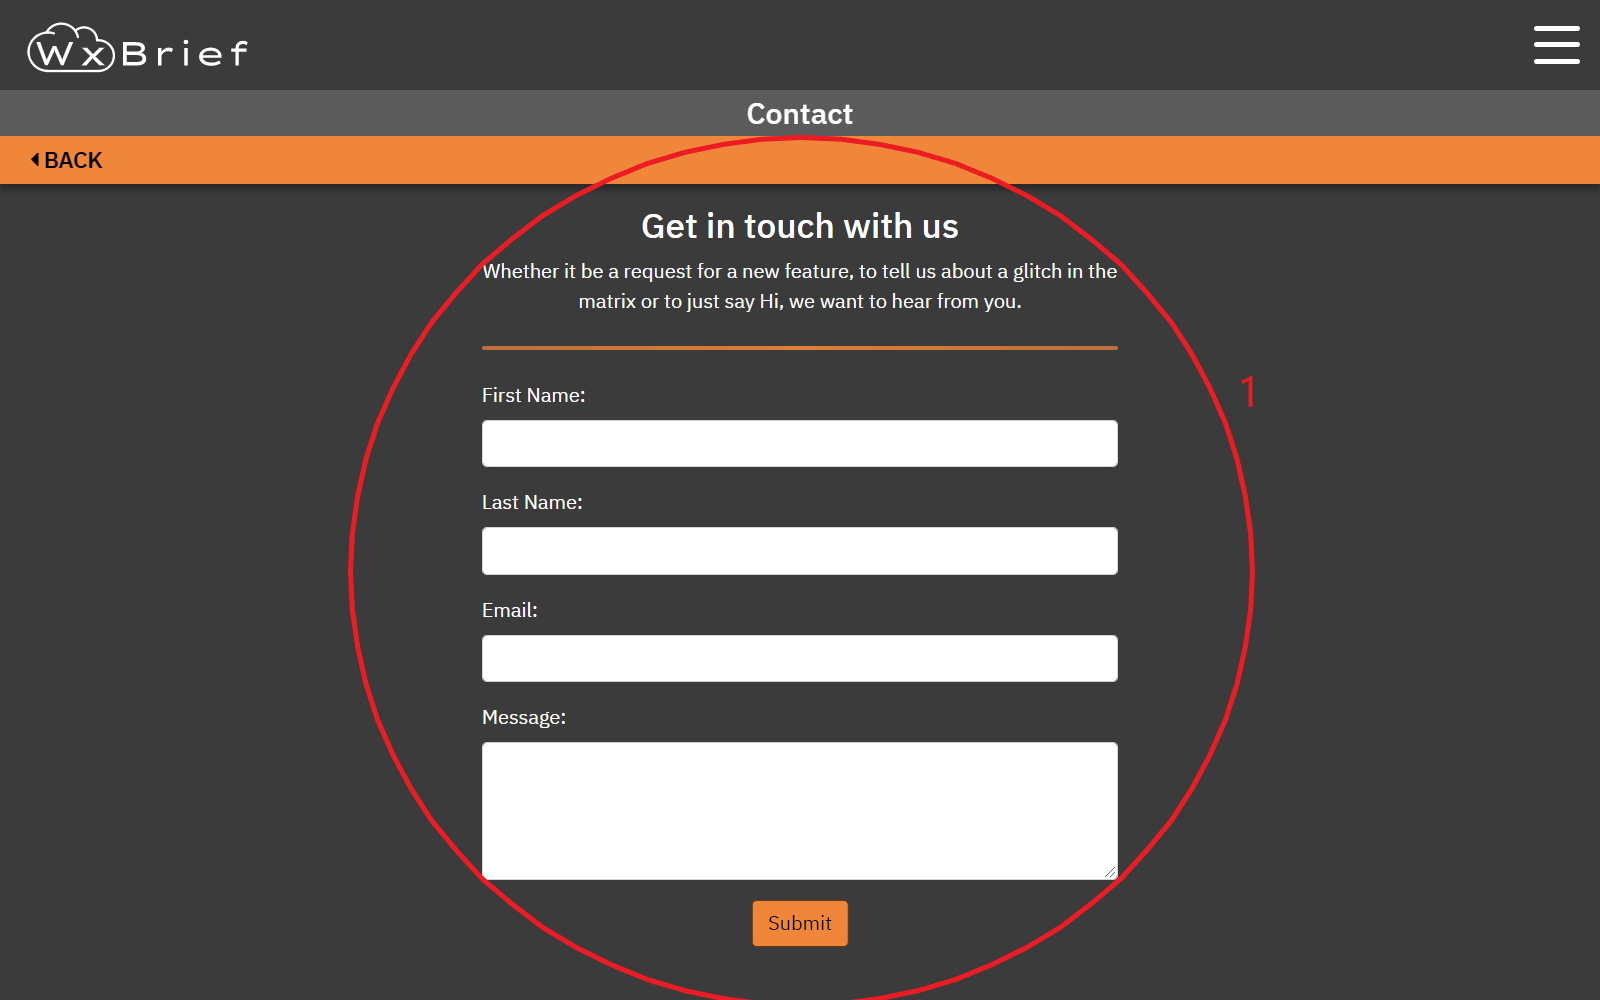 WxBrief
Contact
BACK
Get in touch with us
Whether it be a request for a new feature, to tell us about a glitch in the
matrix or to just say Hi, we want to hear from you.
1
First Name:
Last Name:
Email:
Message:
Submit